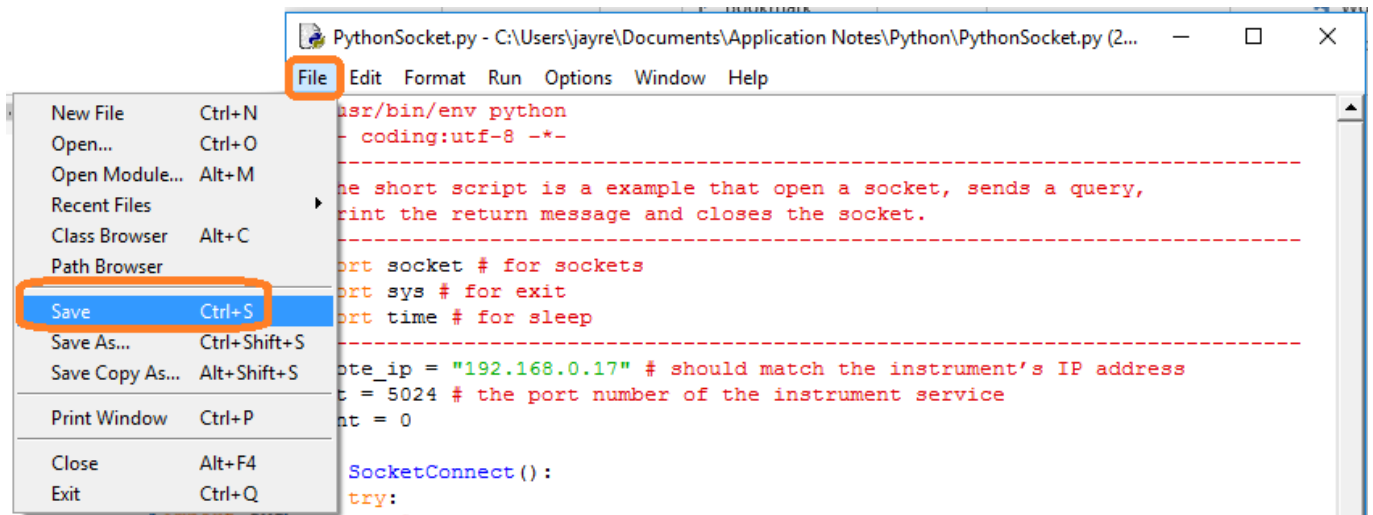 PythonSocket.py - C:\Users\jayre\Documents\Application Notes\Python\PythonSocket.py (2...
File Edit Format Run Options Window Help
New File Ctrl+N
Open... Ctrl+O
Open Module... Alt+M
Recent Files
Class Browser Alt+C
Path Browser
Save Ctrl+S
Save As... Ctrl+Shift+S
Save Copy As... Alt+Shift+S
Print Window Ctrl+P
Close Alt+F4
Exit Ctrl+Q
usr/bin/env python
- coding:utf-8 -*-
--------------------------------------------------------------------------------
he short script is a example that open a socket, sends a query,
rint the return message and closes the socket.
--------------------------------------------------------------------------------
ort socket # for sockets
ort sys # for exit
ort time # for sleep
--------------------------------------------------------------------------------
ote_ip = "192.168.0.17" # should match the instrument’s IP address
t = 5024 # the port number of the instrument service
nt = 0
SocketConnect():
try: